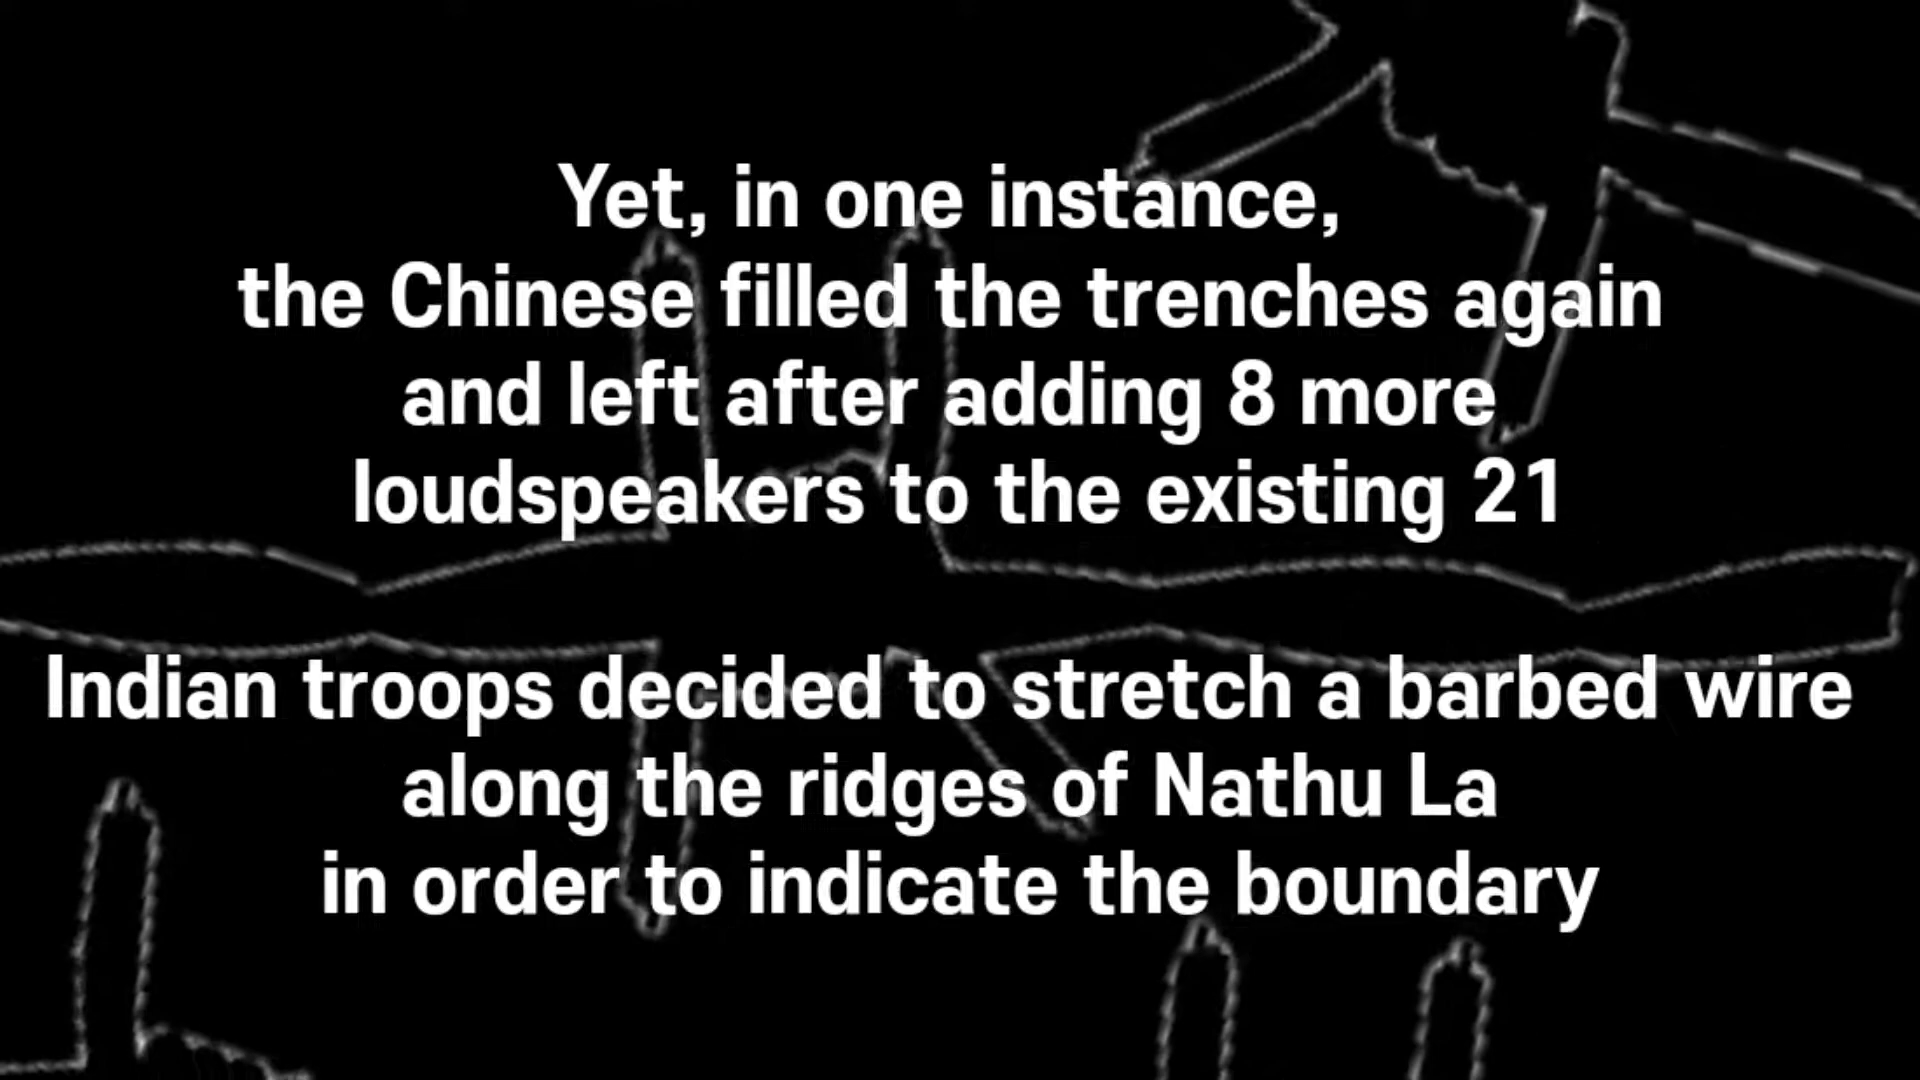 Yet, in one instance,
the Chinese filled the trenches again
and left after adding 8 more
loudspeakers to the existing 21
Indian troops decided to stretch a barbed wire
along the ridges of Nathu La
in order to indicate the boundary